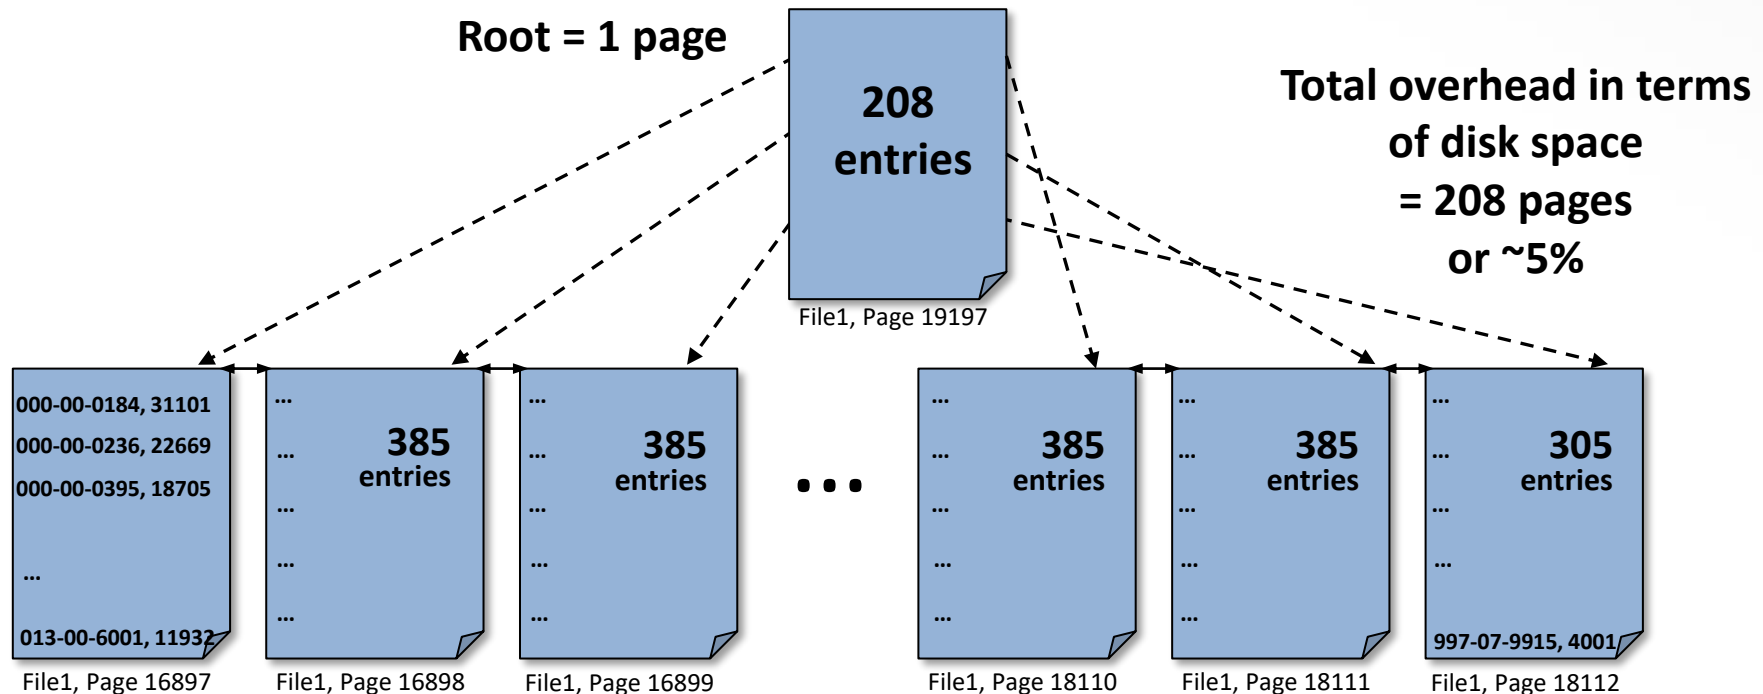 Root = 1 page
208
entries
Total overhead in terms
of disk space
= 208 pages
or ~5%
File1, Page 19197
000-00-0184, 31101
000-00-0236, 22669
000-00-0395, 18705
...
013-00-6001, 11932
File1, Page 16897
...
385
entries
...
...
...
...
File1, Page 16898
...
385
entries
...
...
...
...
File1, Page 16899
...
...
385
entries
...
...
...
...
File1, Page 18110
...
385
entries
...
...
...
...
File1, Page 18111
...
305
entries
...
...
...
997-07-9915, 4001
File1, Page 18112